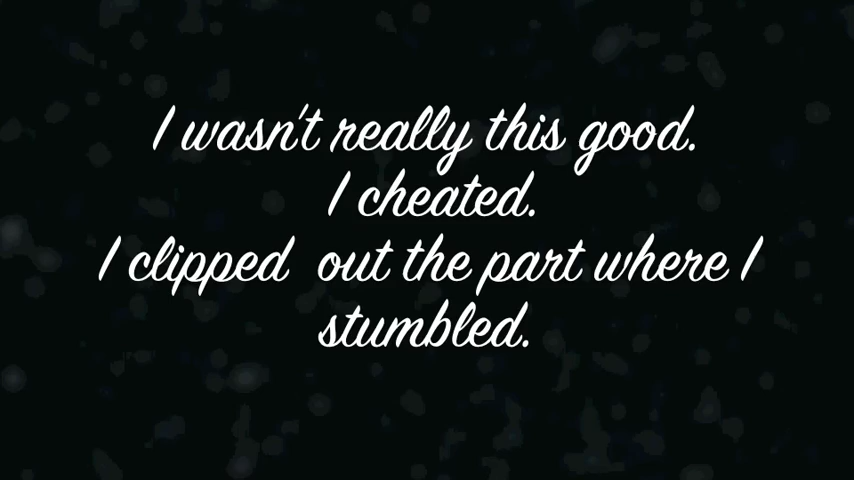 I wasn't really this good.
I cheated.
I clipped out the part where I
stumbled.